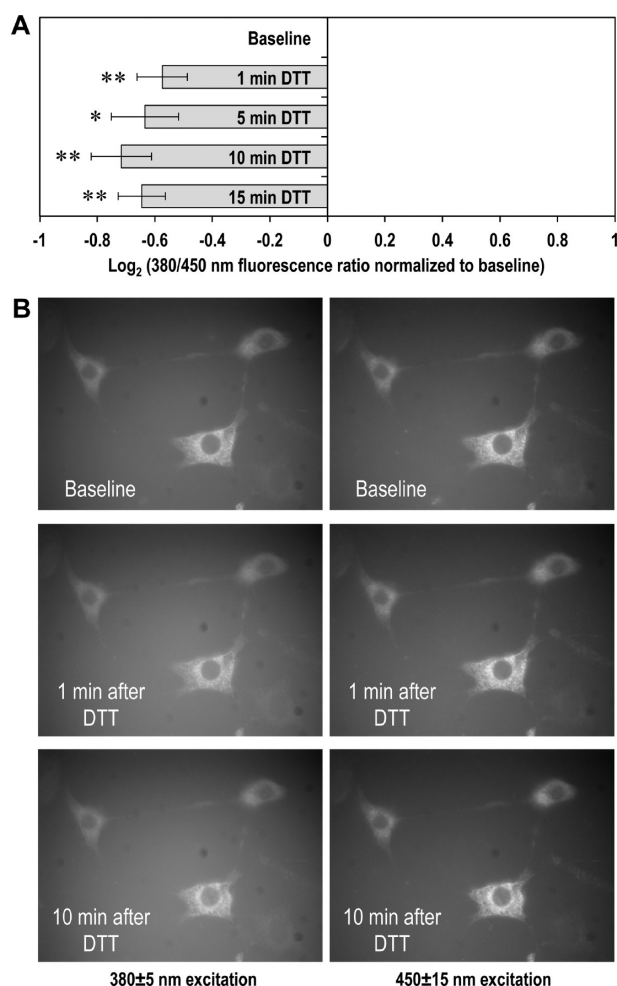 A
Baseline
** 1 min DTT
* 5 min DTT
** 10 min DTT
** 15 min DTT
-1 -0.8 -0.6 -0.4 -0.2 0 0.2 0.4 0.6 0.8 1
Log₂ (380/450 nm fluorescence ratio normalized to baseline)
B
Baseline Baseline
1 min after 1 min after
DTT DTT
10 min after 10 min after
DTT DTT
380±5 nm excitation 450±15 nm excitation